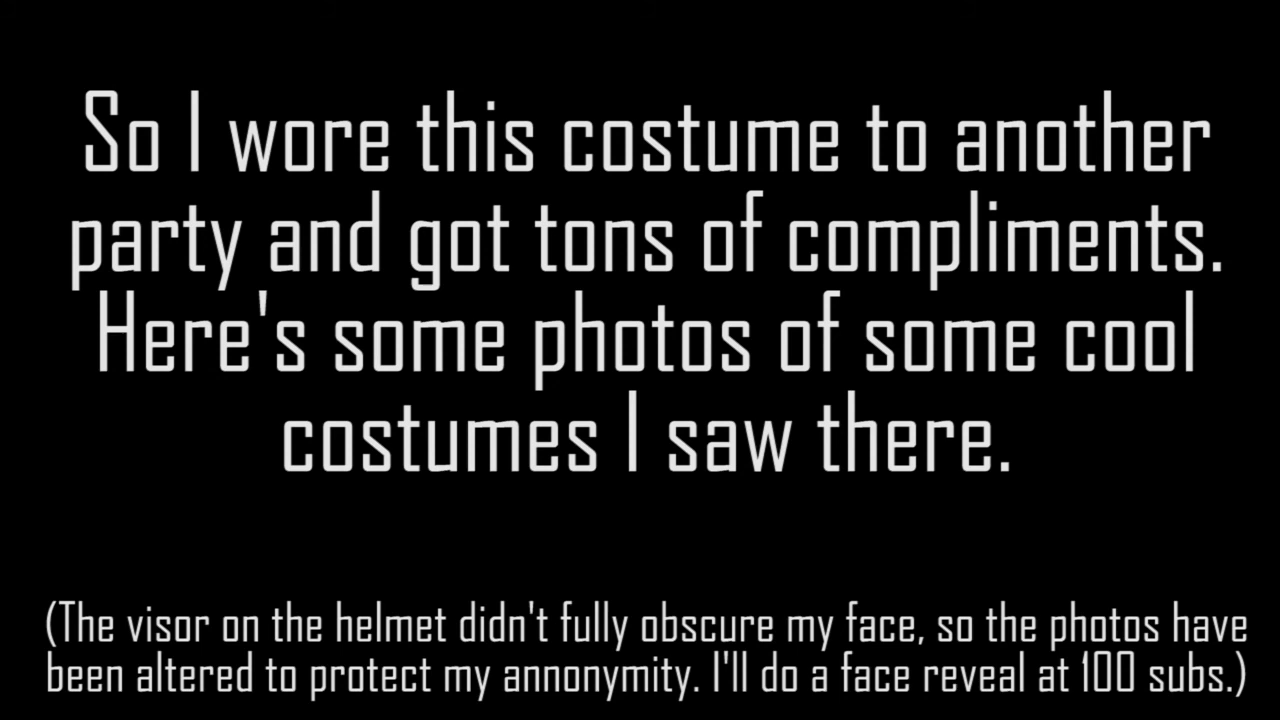 So I wore this costume to another
party and got tons of compliments.
Here's some photos of some cool
costumes I saw there.
(The visor on the helmet didn't fully obscure my face, so the photos have
been altered to protect my annonymity. I'll do a face reveal at 100 subs.)